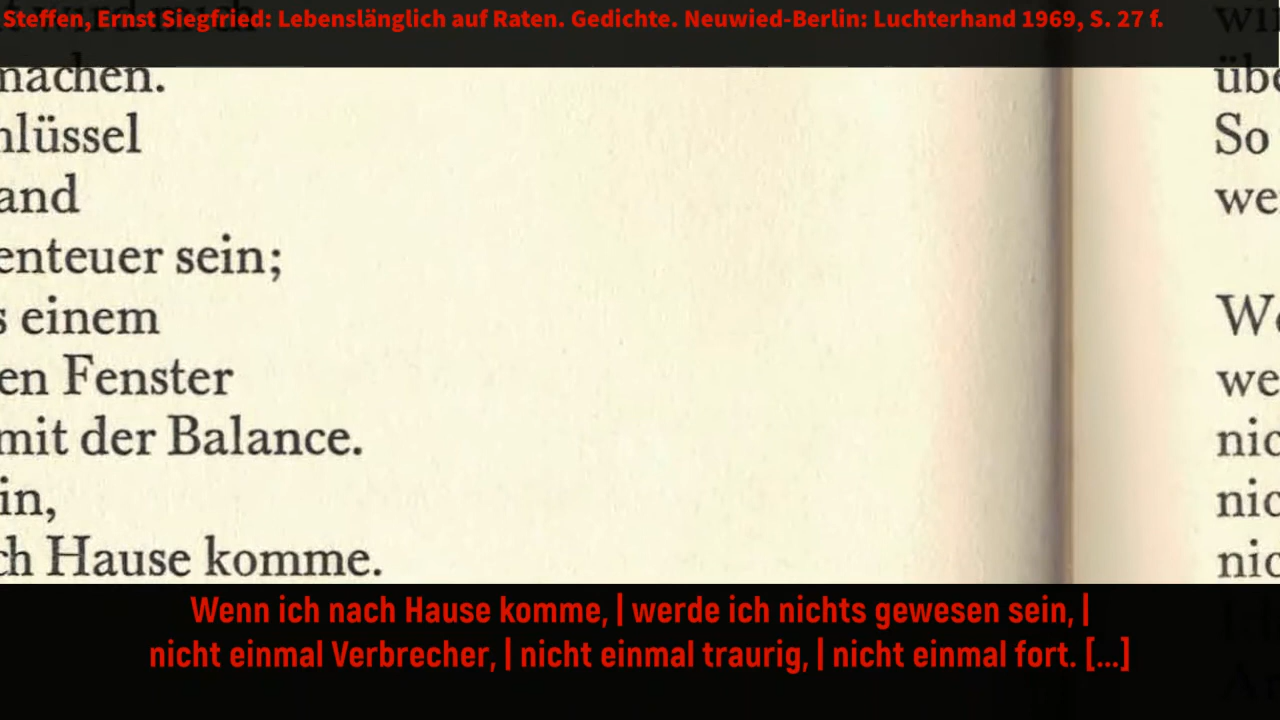 Steffen, Ernst Siegfried: Lebenslänglich auf Raten. Gedichte. Neuwied-Berlin: Luchterhand 1969, S. 27 f.
machen.
hlüssel
and
enteuer sein;
s einem
en Fenster
mit der Balance.
in,
ch Hause komme.
übe
So
we
We
we
nic
nic
nic
Wenn ich nach Hause komme, | werde ich nichts gewesen sein, |
nicht einmal Verbrecher, | nicht einmal traurig, | nicht einmal fort. [...]